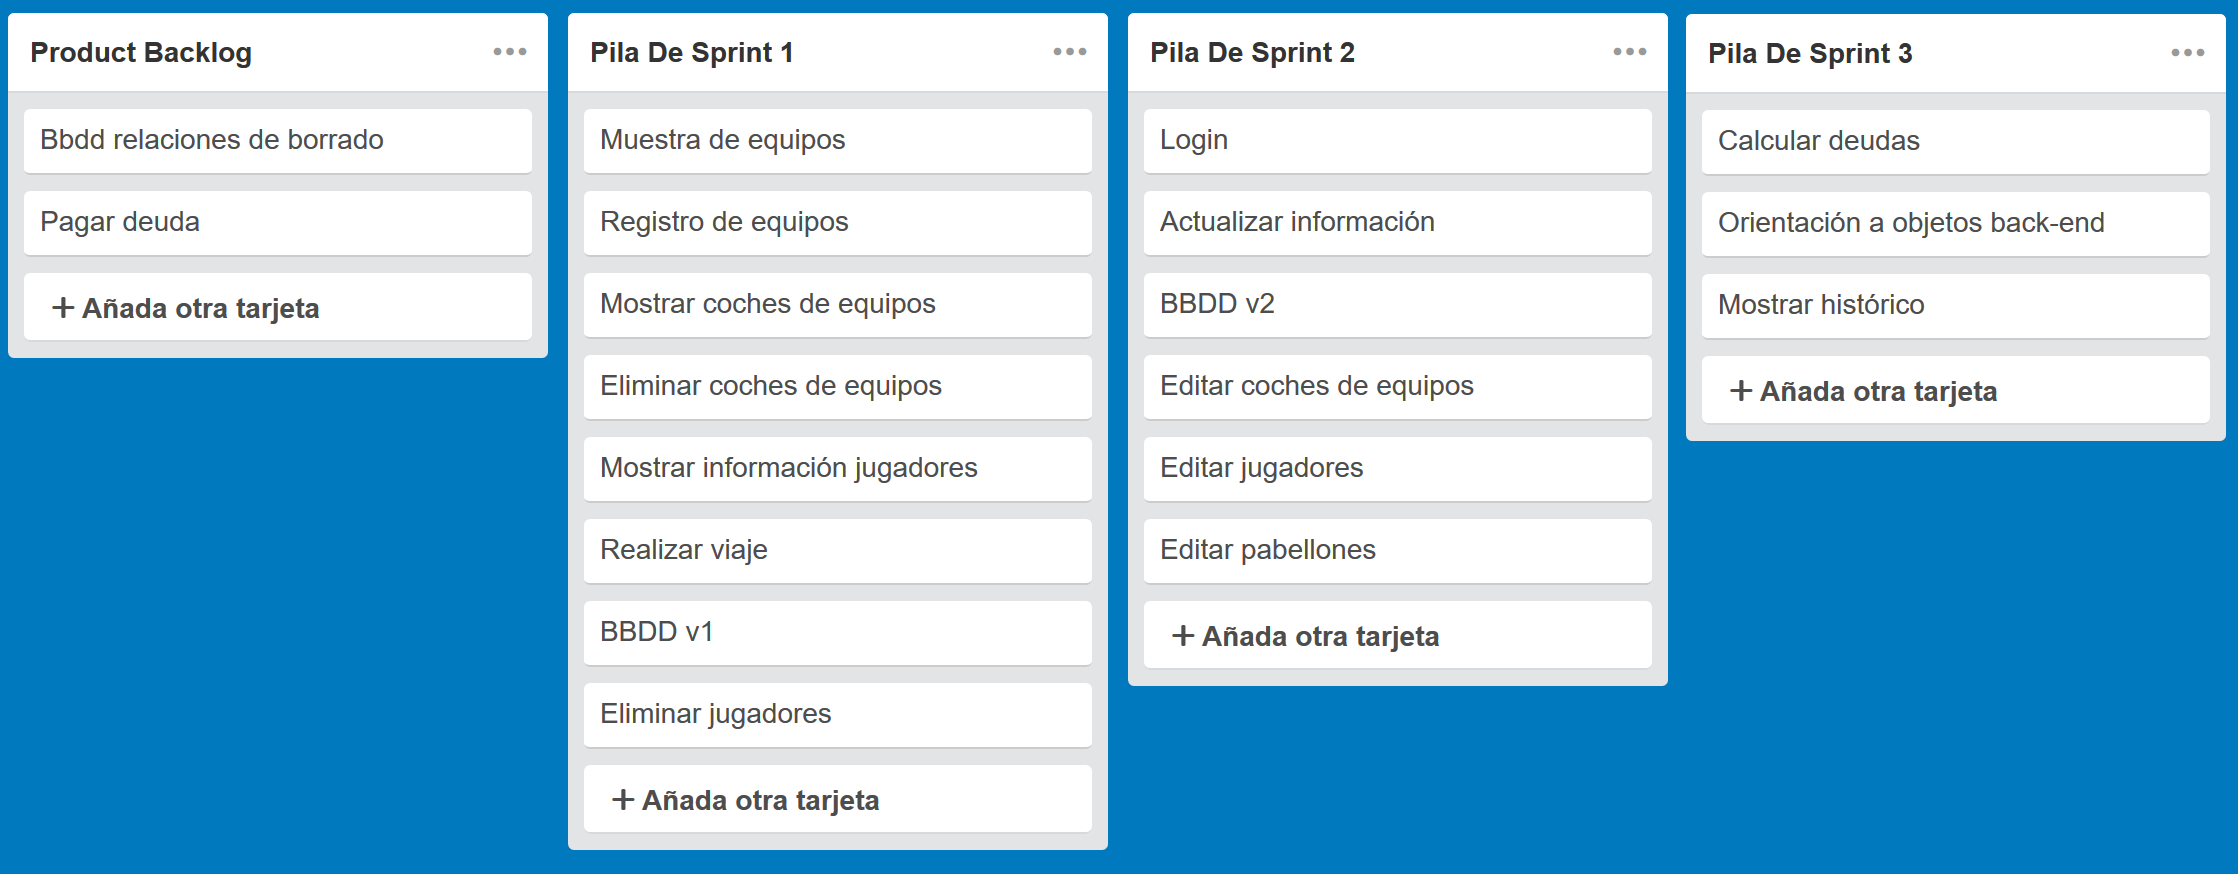 Product Backlog
Bbdd relaciones de borrado
Pagar deuda
+ Añada otra tarjeta
Pila De Sprint 1
Muestra de equipos
Registro de equipos
Mostrar coches de equipos
Eliminar coches de equipos
Mostrar información jugadores
Realizar viaje
BBDD v1
Eliminar jugadores
+ Añada otra tarjeta
Pila De Sprint 2
Login
Actualizar información
BBDD v2
Editar coches de equipos
Editar jugadores
Editar pabellones
+ Añada otra tarjeta
Pila De Sprint 3
Calcular deudas
Orientación a objetos back-end
Mostrar histórico
+ Añada otra tarjeta